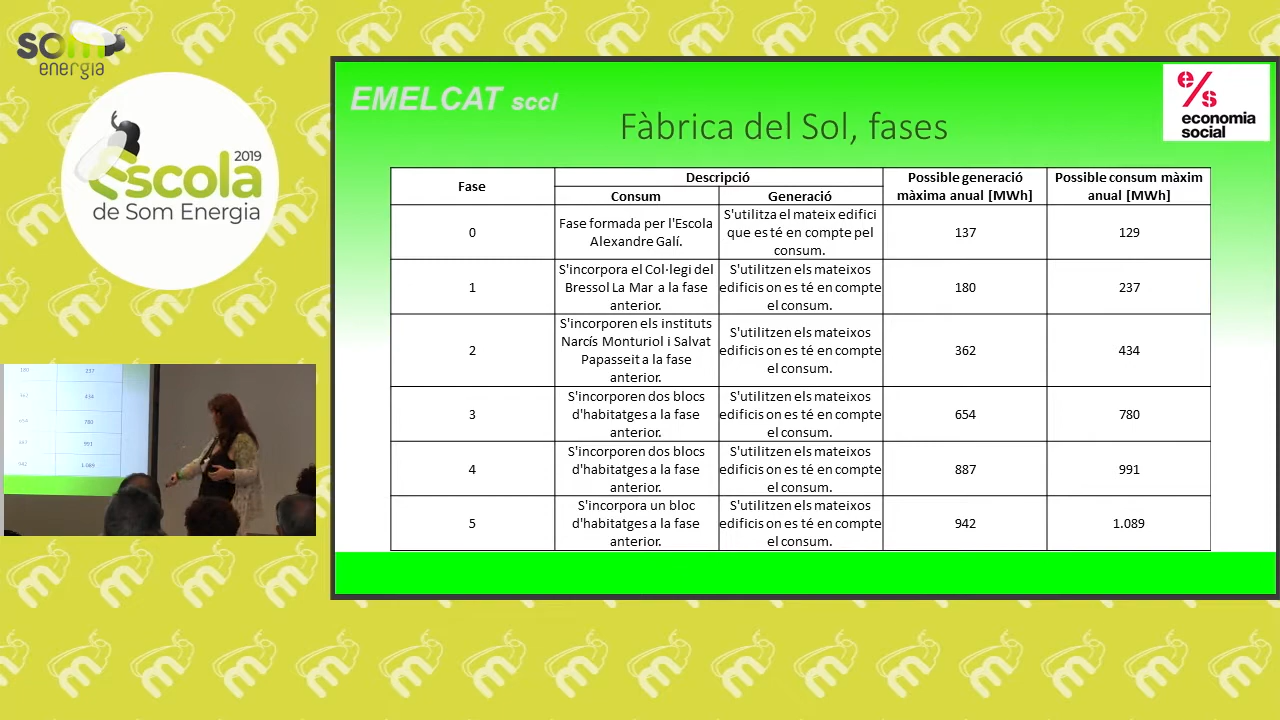 som
energia
2019
Escola
de Som Energia
EMELCAT sccl
Fàbrica del Sol, fases
e/s
economia
social
Fase
Descripció
Consum
Generació
Possible generació
màxima anual [MWh]
Possible consum màxim
anual [MWh]
0
Fase formada per l'Escola
Alexandre Galí.
S'utilitza el mateix edifici
que es té en compte pel
consum.
137
129
1
S'incorpora el Col·legi del
Bressol La Mar a la fase
anterior.
S'utilitzen els mateixos
edificis on es té en compte
el consum.
180
237
2
S'incorporen els instituts
Narcís Monturiol i Salvat
Papasseit a la fase
anterior.
S'utilitzen els mateixos
edificis on es té en compte
el consum.
362
434
3
S'incorporen dos blocs
d'habitatges a la fase
anterior.
S'utilitzen els mateixos
edificis on es té en compte
el consum.
654
780
4
S'incorporen dos blocs
d'habitatges a la fase
anterior.
S'utilitzen els mateixos
edificis on es té en compte
el consum.
887
991
5
S'incorpora un bloc
d'habitatges a la fase
anterior.
S'utilitzen els mateixos
edificis on es té en compte
el consum.
942
1.089
180
237
434
780
991
942
1.089